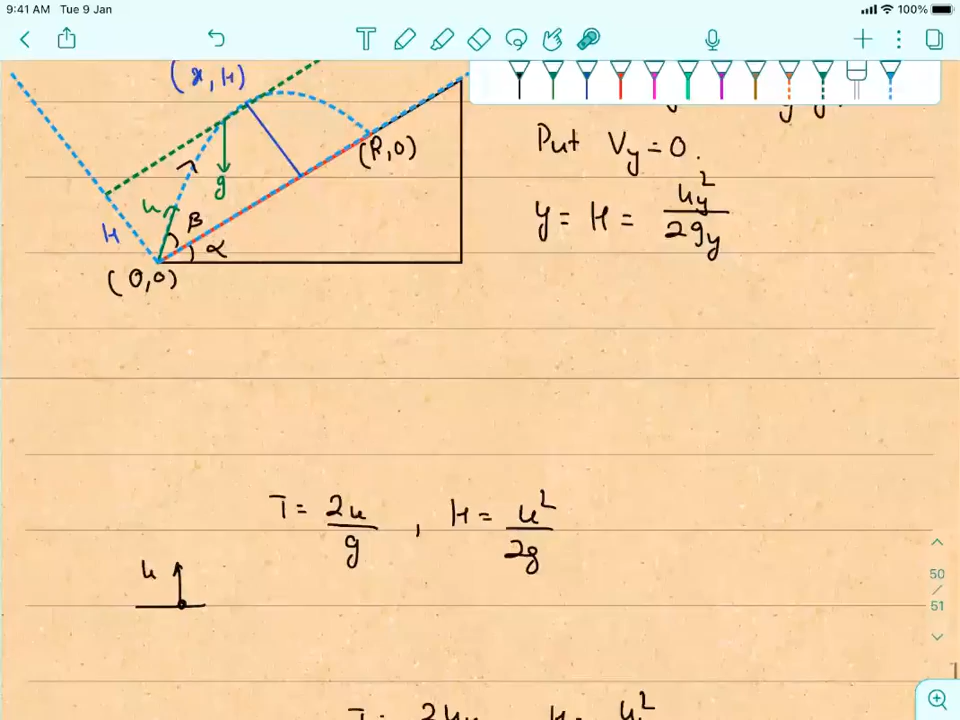 9:41 AM Tue 9 Jan
100%
(x, H)
(R,0)
g
u
β
α
H
(0,0)
Put Vy = 0.
y = H = uy² / 2gy
T = 2u / g , H = u² / 2g
u
50
/
51